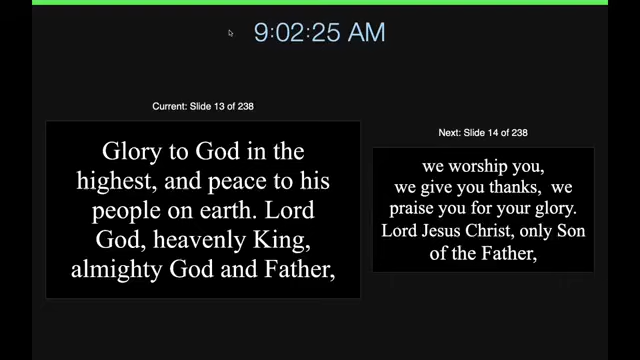 9:02:25 AM
Current: Slide 13 of 238
Glory to God in the
highest, and peace to his
people on earth. Lord
God, heavenly King,
almighty God and Father,
Next: Slide 14 of 238
we worship you,
we give you thanks,  we
praise you for your glory.
Lord Jesus Christ, only Son
of the Father,